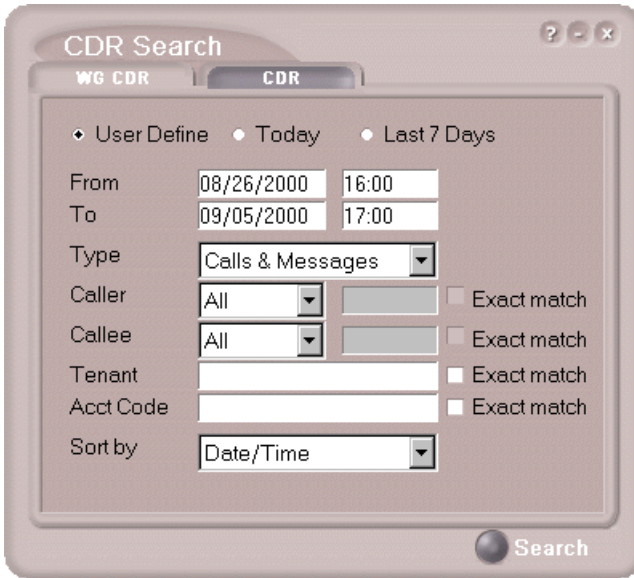 ? - x
CDR Search
WG CDR CDR
User Define Today Last 7 Days
From 08/26/2000 16:00
To 09/05/2000 17:00
Type Calls & Messages
Caller All Exact match
Callee All Exact match
Tenant Exact match
Acct Code Exact match
Sort by Date/Time
Search